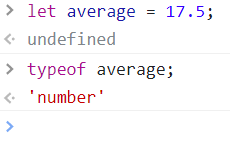 > let average = 17.5;
< undefined
> typeof average;
< 'number'
>